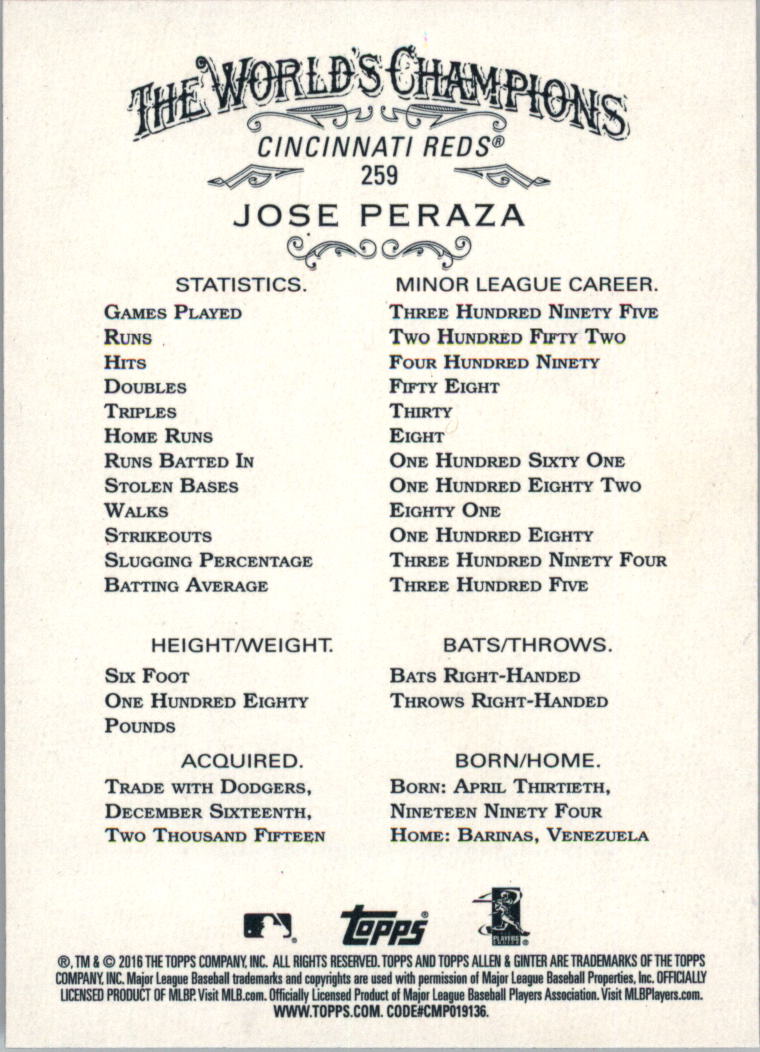 THE WORLD'S CHAMPIONS
CINCINNATI REDS®
259
JOSE PERAZA
STATISTICS. MINOR LEAGUE CAREER.
GAMES PLAYED THREE HUNDRED NINETY FIVE
RUNS TWO HUNDRED FIFTY TWO
HITS FOUR HUNDRED NINETY
DOUBLES FIFTY EIGHT
TRIPLES THIRTY
HOME RUNS EIGHT
RUNS BATTED IN ONE HUNDRED SIXTY ONE
STOLEN BASES ONE HUNDRED EIGHTY TWO
WALKS EIGHTY ONE
STRIKEOUTS ONE HUNDRED EIGHTY
SLUGGING PERCENTAGE THREE HUNDRED NINETY FOUR
BATTING AVERAGE THREE HUNDRED FIVE
HEIGHT/WEIGHT.
SIX FOOT
ONE HUNDRED EIGHTY
POUNDS
BATS/THROWS.
BATS RIGHT-HANDED
THROWS RIGHT-HANDED
ACQUIRED.
TRADE WITH DODGERS,
DECEMBER SIXTEENTH,
TWO THOUSAND FIFTEEN
BORN/HOME.
BORN: APRIL THIRTIETH,
NINETEEN NINETY FOUR
HOME: BARINAS, VENEZUELA
topps®
PLAYERS
®, TM & © 2016 THE TOPPS COMPANY, INC. ALL RIGHTS RESERVED. TOPPS AND TOPPS ALLEN & GINTER ARE TRADEMARKS OF THE TOPPS
COMPANY, INC. Major League Baseball trademarks and copyrights are used with permission of Major League Baseball Properties, Inc. OFFICIALLY
LICENSED PRODUCT OF MLBP. Visit MLB.com. Officially Licensed Product of Major League Baseball Players Association. Visit MLBPlayers.com.
WWW.TOPPS.COM. CODE#CMP019136.